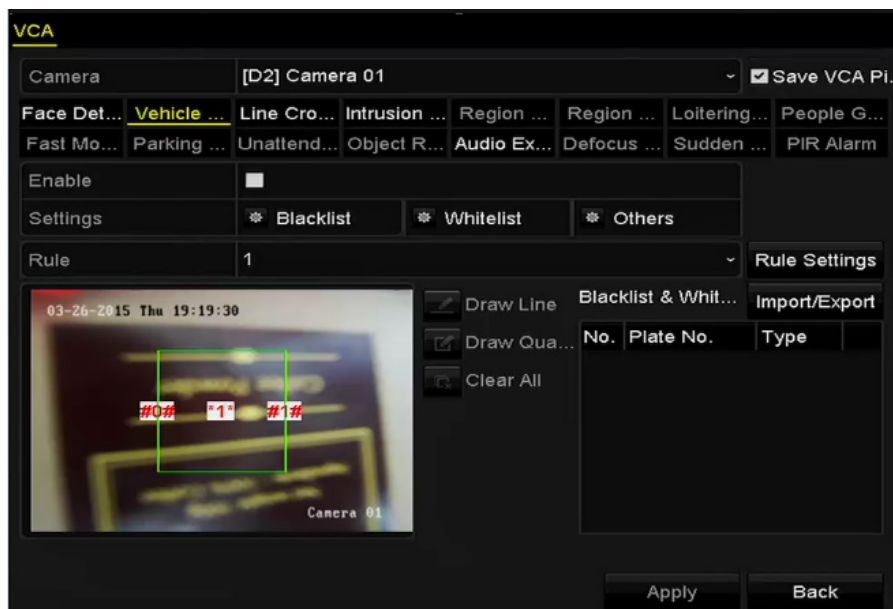 VCA
Camera [D2] Camera 01 Save VCA Pi.
Face Det... Vehicle ... Line Cro... Intrusion ... Region ... Region ... Loitering... People G...
Fast Mo... Parking ... Unattend... Object R... Audio Ex... Defocus ... Sudden ... PIR Alarm
Enable
Settings Blacklist Whitelist Others
Rule 1 Rule Settings
03-26-2015 Thu 19:19:30 Draw Line Blacklist & Whit... Import/Export
Draw Qua... No. Plate No. Type
Clear All
#0# *1* #1#
Camera 01
Apply Back